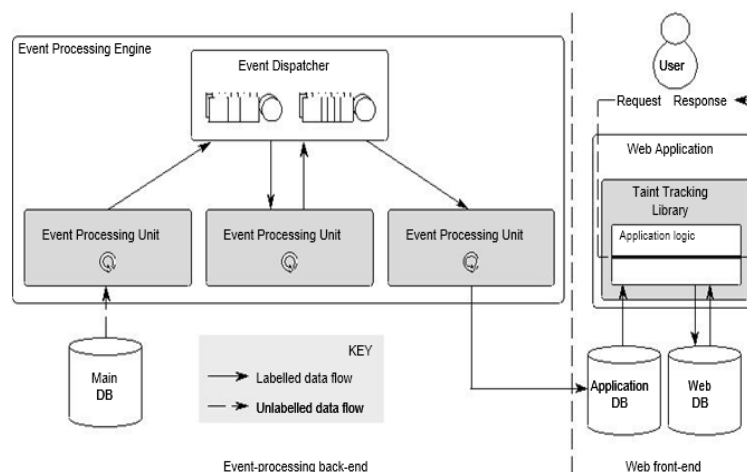 Event Processing Engine
Event Dispatcher
User
Request Response
Web Application
Taint Tracking
Library
Application logic
Event Processing Unit
Event Processing Unit
Event Processing Unit
Main
DB
KEY
Labelled data flow
Unlabelled data flow
Application
DB
Web
DB
Event-processing back-end
Web front-end